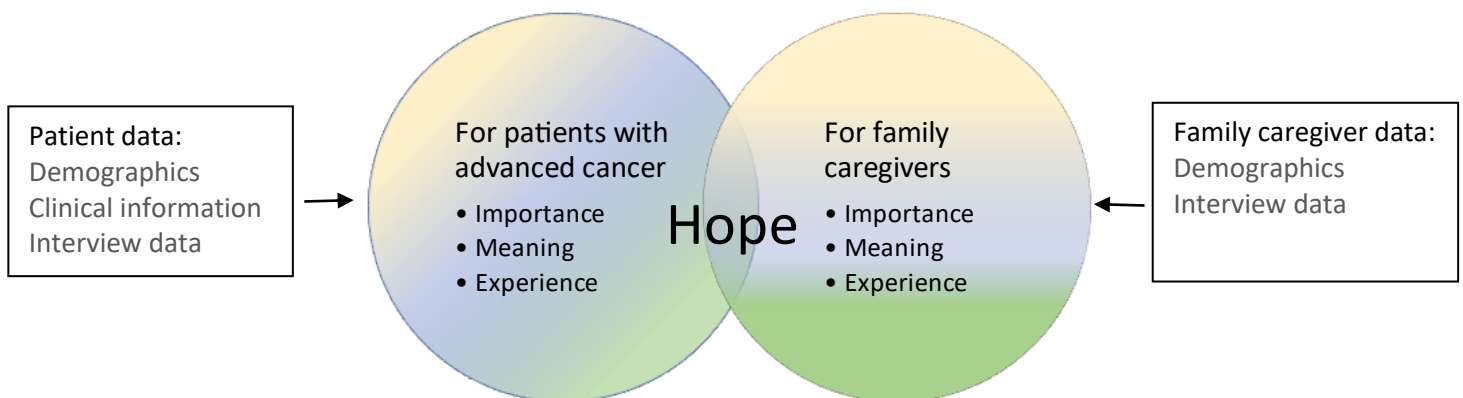 Patient data:
Demographics
Clinical information
Interview data
For patients with
advanced cancer
• Importance
• Meaning
• Experience
Hope
For family
caregivers
• Importance
• Meaning
• Experience
Family caregiver data:
Demographics
Interview data